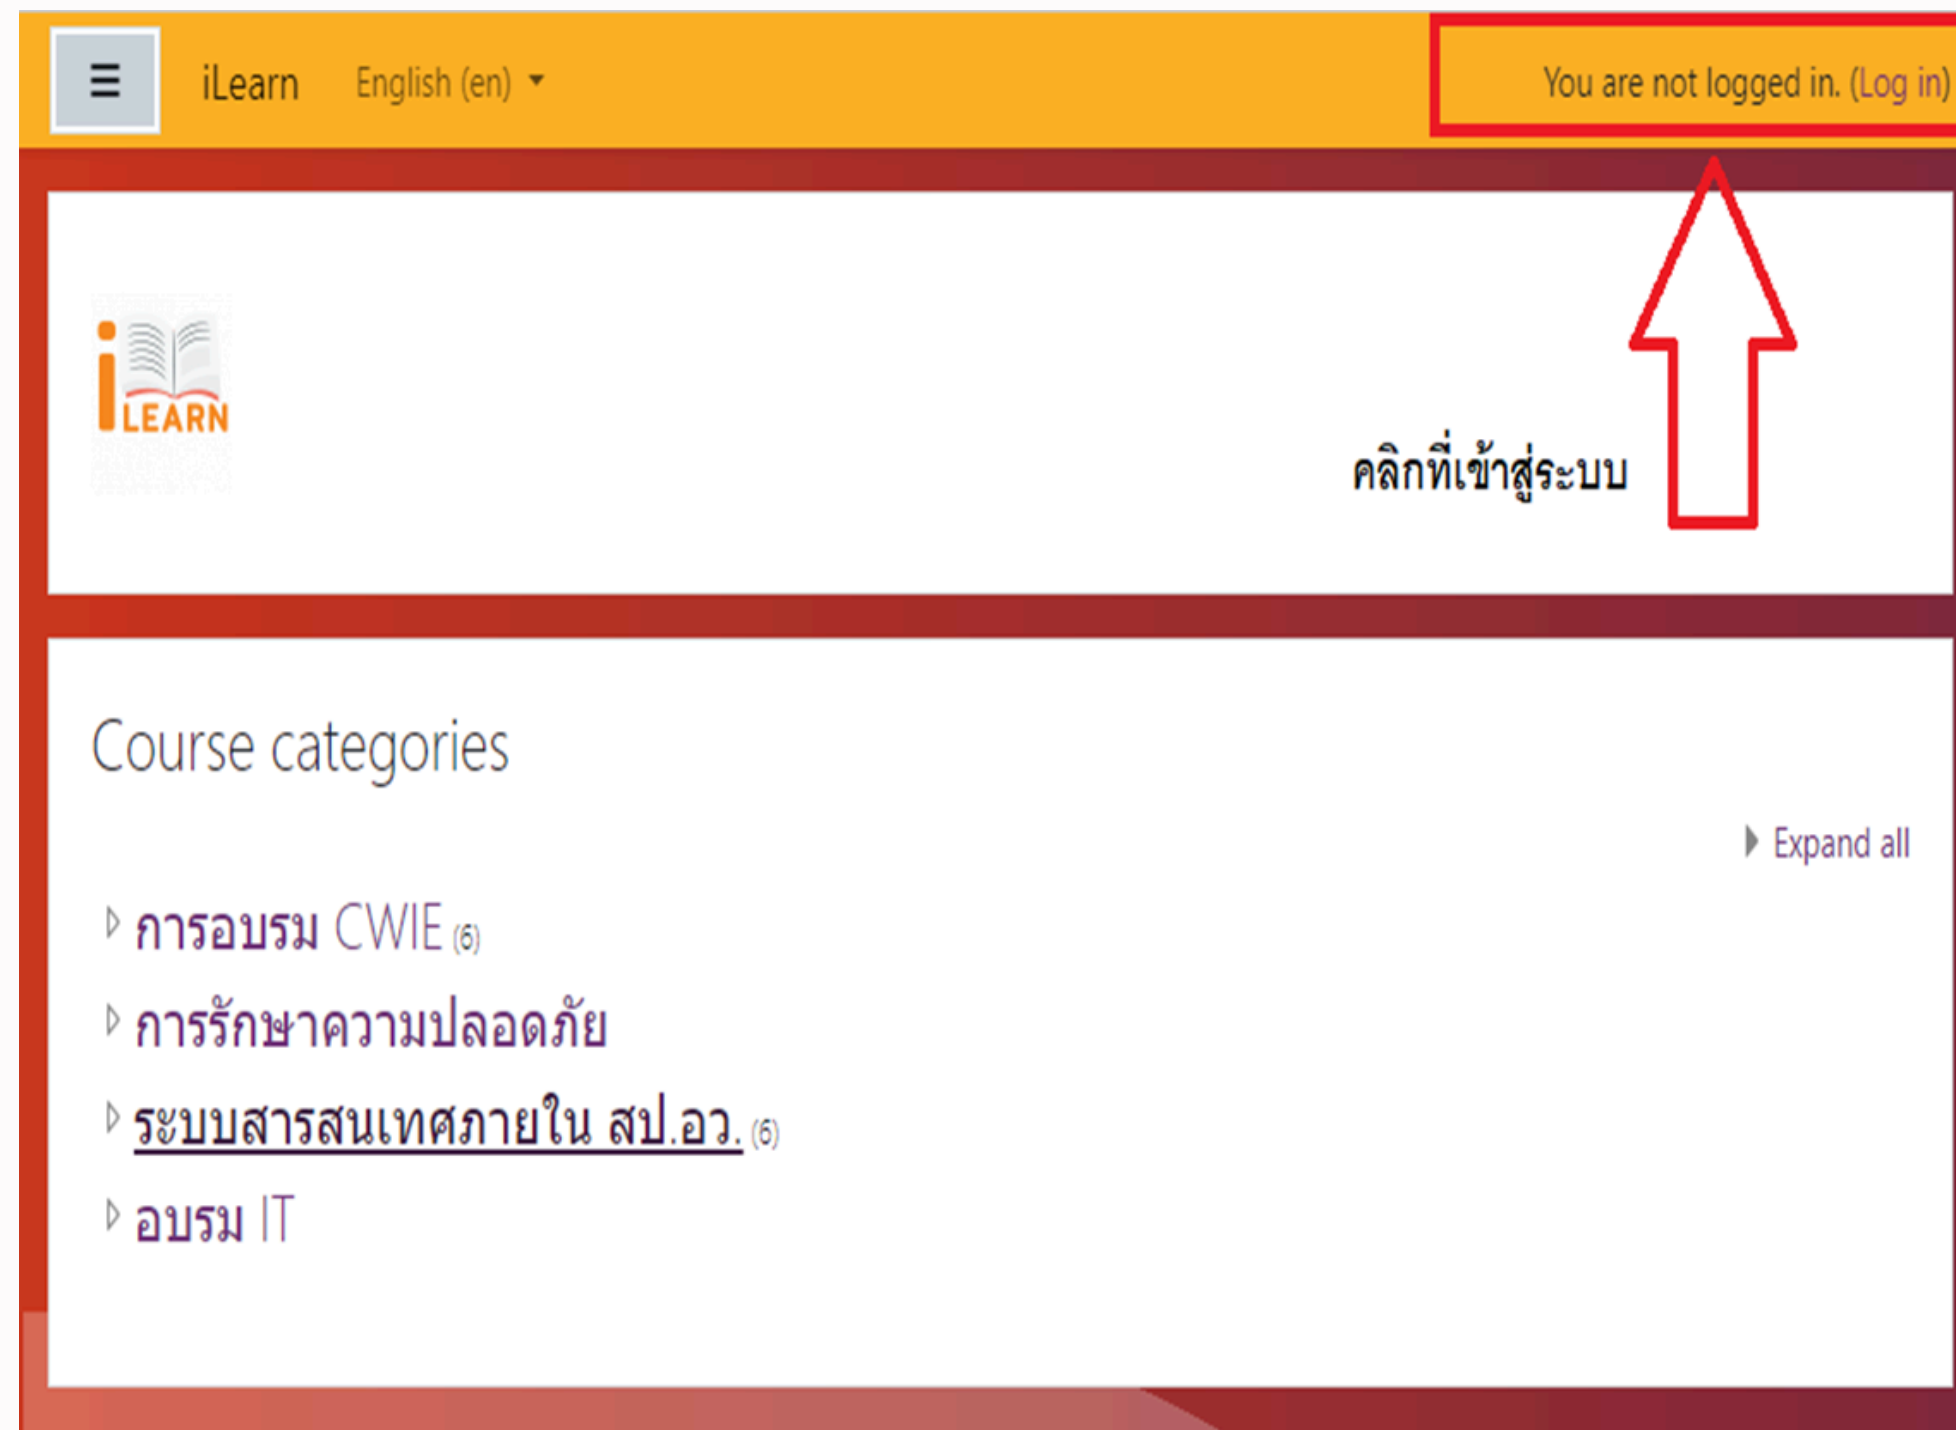 iLearn English (en) You are not logged in. (Log in)
i LEARN
คลิกที่เข้าสู่ระบบ
Course categories
Expand all
การอบรม CWIE (6)
การรักษาความปลอดภัย
ระบบสารสนเทศภายใน สป.อว. (6)
อบรม IT